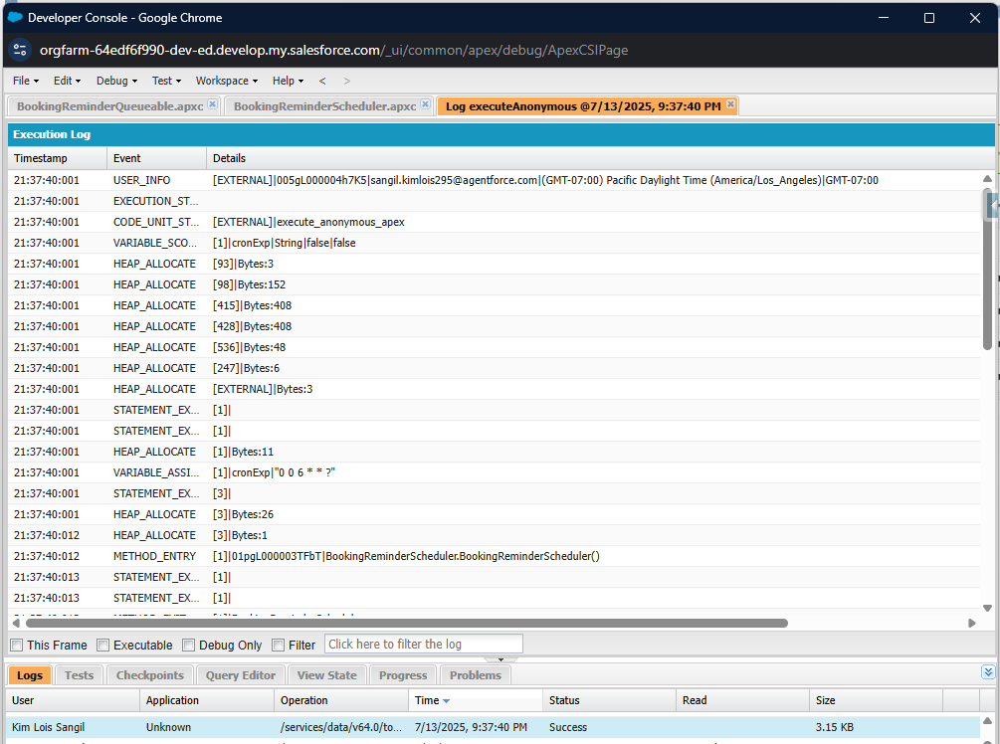 Developer Console - Google Chrome
orgfarm-64edf6f990-dev-ed.develop.my.salesforce.com/_ui/common/apex/debug/ApexCSIPage
File Edit Debug Test Workspace Help < >
BookingReminderQueueable.apxc BookingReminderScheduler.apxc Log executeAnonymous @7/13/2025, 9:37:40 PM
Execution Log
Timestamp Event Details
21:37:40:001 USER_INFO [EXTERNAL]|005gL000004h7K5|sangil.kimlois295@agentforce.com|(GMT-07:00) Pacific Daylight Time (America/Los_Angeles)|GMT-07:00
21:37:40:001 EXECUTION_ST...
21:37:40:001 CODE_UNIT_ST... [EXTERNAL]|execute_anonymous_apex
21:37:40:001 VARIABLE_SCO... [1]|cronExp|String|false|false
21:37:40:001 HEAP_ALLOCATE [93]|Bytes:3
21:37:40:001 HEAP_ALLOCATE [98]|Bytes:152
21:37:40:001 HEAP_ALLOCATE [415]|Bytes:408
21:37:40:001 HEAP_ALLOCATE [428]|Bytes:408
21:37:40:001 HEAP_ALLOCATE [536]|Bytes:48
21:37:40:001 HEAP_ALLOCATE [247]|Bytes:6
21:37:40:001 HEAP_ALLOCATE [EXTERNAL]|Bytes:3
21:37:40:001 STATEMENT_EX... [1]|
21:37:40:001 STATEMENT_EX... [1]|
21:37:40:001 HEAP_ALLOCATE [1]|Bytes:11
21:37:40:001 VARIABLE_ASSI... [1]|cronExp|"0 0 6 * * ?"
21:37:40:001 STATEMENT_EX... [3]|
21:37:40:001 HEAP_ALLOCATE [3]|Bytes:26
21:37:40:012 HEAP_ALLOCATE [3]|Bytes:1
21:37:40:012 METHOD_ENTRY [1]|01pgL000003TFbT|BookingReminderScheduler.BookingReminderScheduler()
21:37:40:013 STATEMENT_EX... [1]|
21:37:40:013 STATEMENT_EX... [1]|
This Frame Executable Debug Only Filter Click here to filter the log
Logs Tests Checkpoints Query Editor View State Progress Problems
User Application Operation Time Status Read Size
Kim Lois Sangil Unknown /services/data/v64.0/to... 7/13/2025, 9:37:40 PM Success 3.15 KB